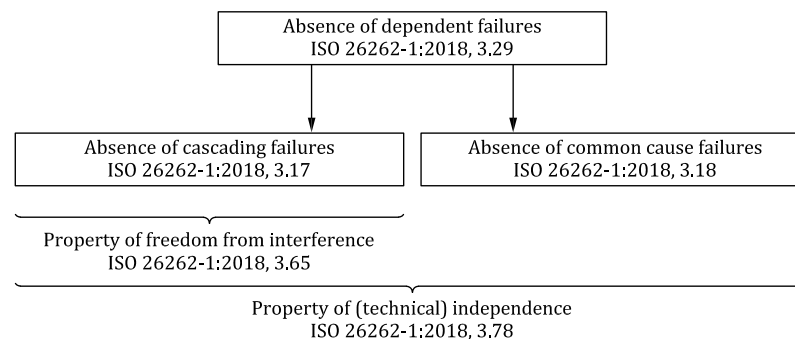 Absence of dependent failures
ISO 26262-1:2018, 3.29
Absence of cascading failures
ISO 26262-1:2018, 3.17
Absence of common cause failures
ISO 26262-1:2018, 3.18
Property of freedom from interference
ISO 26262-1:2018, 3.65
Property of (technical) independence
ISO 26262-1:2018, 3.78